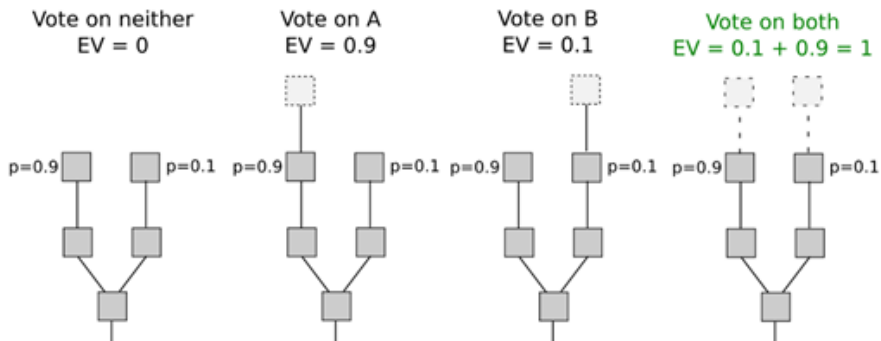 Vote on neither
EV = 0
Vote on A
EV = 0.9
Vote on B
EV = 0.1
Vote on both
EV = 0.1 + 0.9 = 1
p=0.9
p=0.1
p=0.9
p=0.1
p=0.9
p=0.1
p=0.9
p=0.1